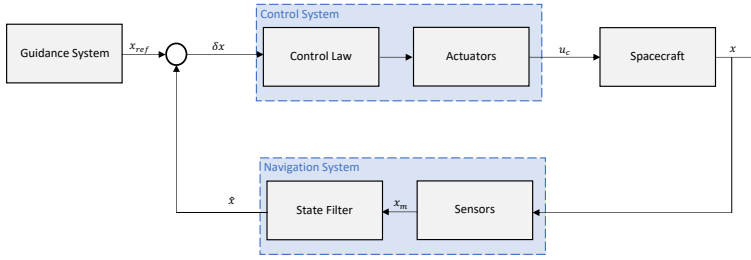 Control System
Guidance System
x_ref
δx
Control Law
Actuators
u_c
Spacecraft
x
Navigation System
x̂
State Filter
x_m
Sensors